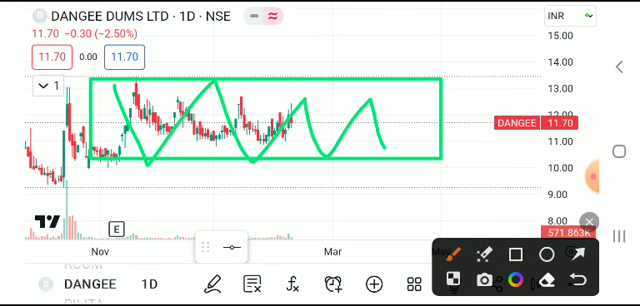 D DANGEE DUMS LTD · 1D · NSE
INR
11.70 −0.30 (−2.50%)
11.70 0.00 11.70
1
15.00
14.00
13.00
12.00
DANGEE 11.70
11.00
10.00
9.00
8.00
571.863K
E
Nov Mar May
D DANGEE 1D